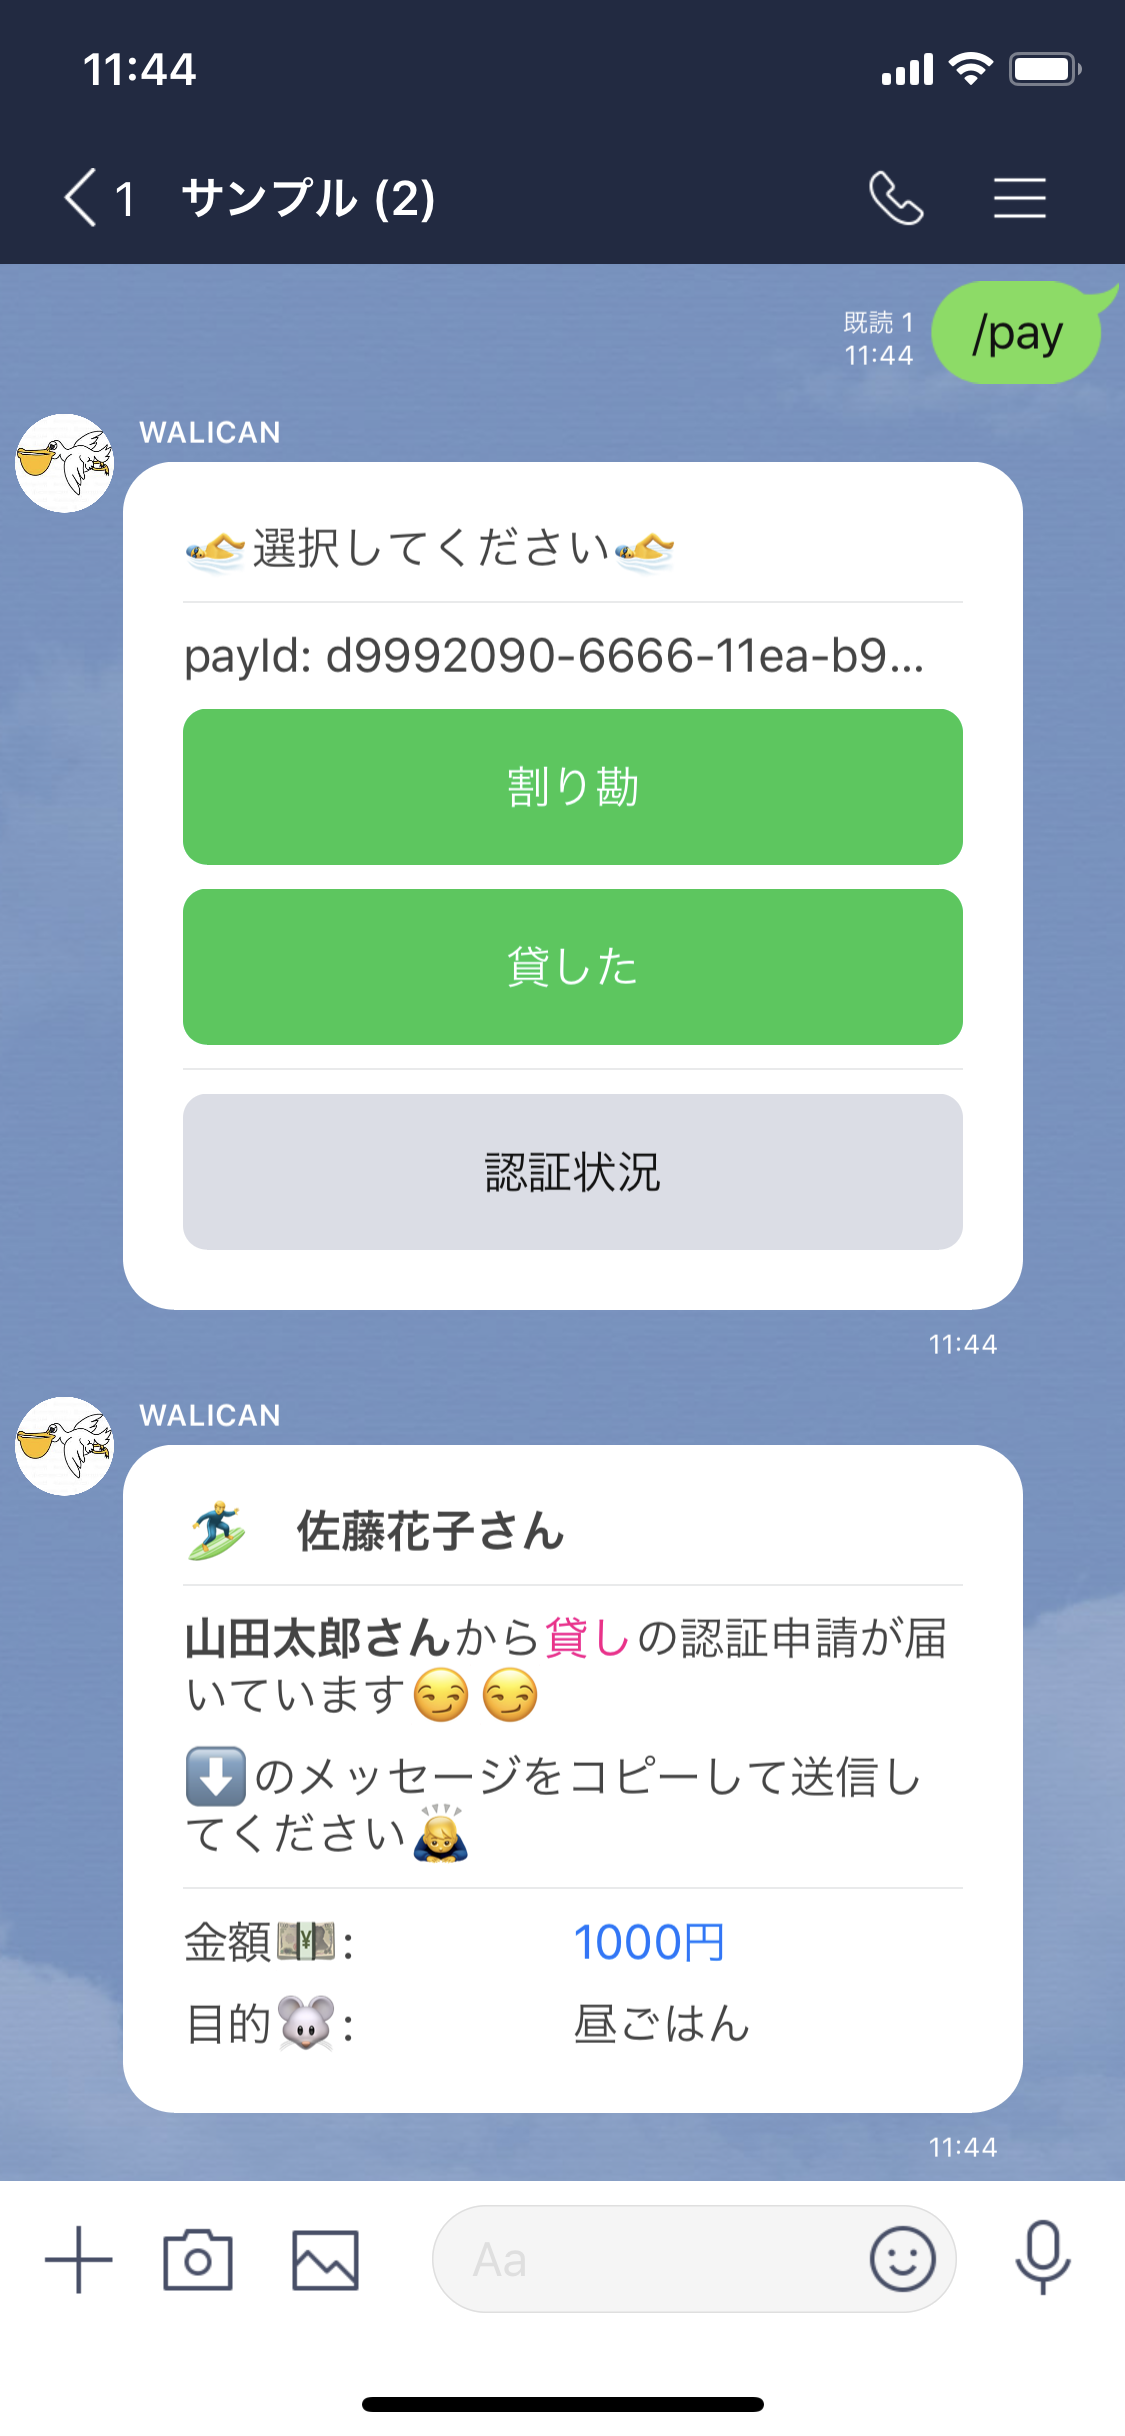 11:44
1 サンプル (2)
既読 1
11:44
/pay
WALICAN
🏊選択してください🏊
payId: d9992090-6666-11ea-b9...
割り勘
貸した
認証状況
11:44
WALICAN
🏄 佐藤花子さん
山田太郎さんから貸しの認証申請が届
いています😏😏
⬇️のメッセージをコピーして送信し
てください🙇
金額💴: 1000円
目的🐭: 昼ごはん
11:44
Aa